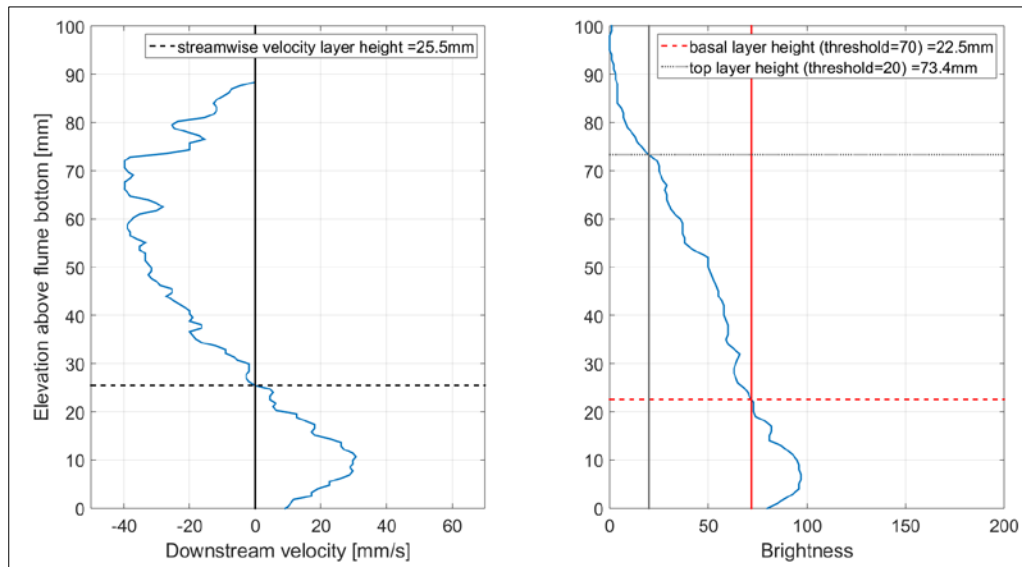 streamwise velocity layer height =25.5mm
Elevation above flume bottom [mm]
100
90
80
70
60
50
40
30
20
10
0
-40 -20 0 20 40 60
Downstream velocity [mm/s]
basal layer height (threshold=70) =22.5mm
top layer height (threshold=20) =73.4mm
100
90
80
70
60
50
40
30
20
10
0
0 50 100 150 200
Brightness